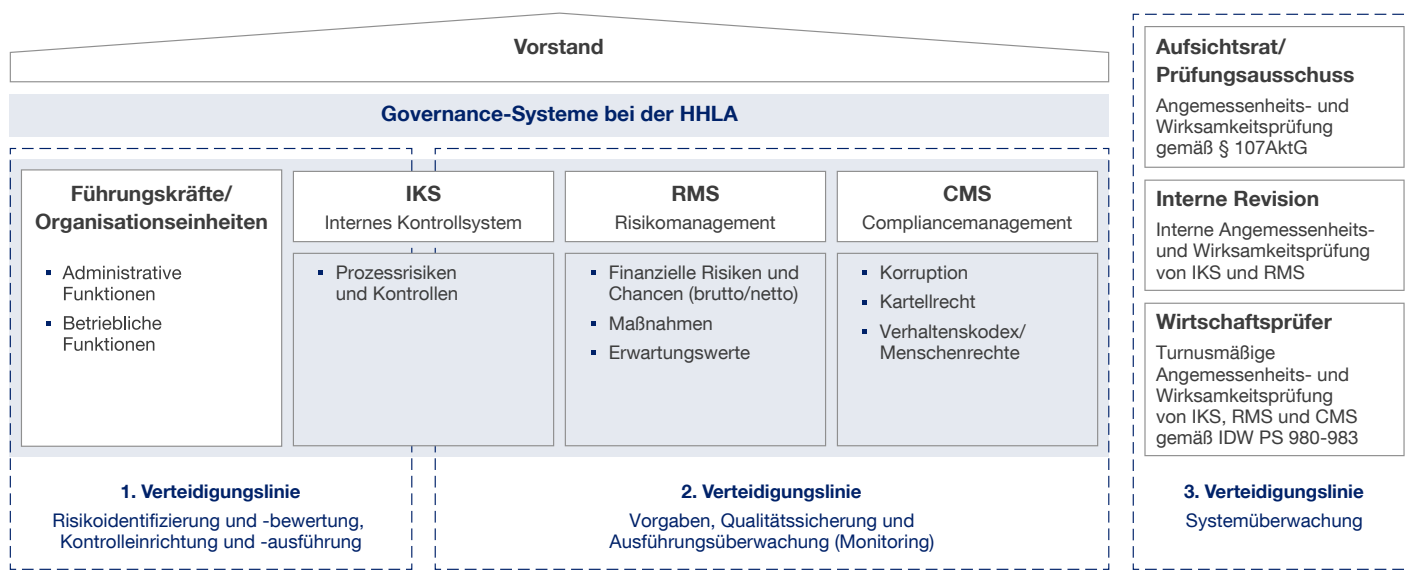 Vorstand
Governance-Systeme bei der HHLA
Führungskräfte/
Organisationseinheiten
▪ Administrative
Funktionen
▪ Betriebliche
Funktionen
IKS
Internes Kontrollsystem
▪ Prozessrisiken
und Kontrollen
RMS
Risikomanagement
▪ Finanzielle Risiken und
Chancen (brutto/netto)
▪ Maßnahmen
▪ Erwartungswerte
CMS
Compliancemanagement
▪ Korruption
▪ Kartellrecht
▪ Verhaltenskodex/
Menschenrechte
1. Verteidigungslinie
Risikoidentifizierung und -bewertung,
Kontrolleinrichtung und -ausführung
2. Verteidigungslinie
Vorgaben, Qualitätssicherung und
Ausführungsüberwachung (Monitoring)
Aufsichtsrat/
Prüfungsausschuss
Angemessenheits- und
Wirksamkeitsprüfung
gemäß § 107AktG
Interne Revision
Interne Angemessenheits-
und Wirksamkeitsprüfung
von IKS und RMS
Wirtschaftsprüfer
Turnusmäßige
Angemessenheits- und
Wirksamkeitsprüfung
von IKS, RMS und CMS
gemäß IDW PS 980-983
3. Verteidigungslinie
Systemüberwachung